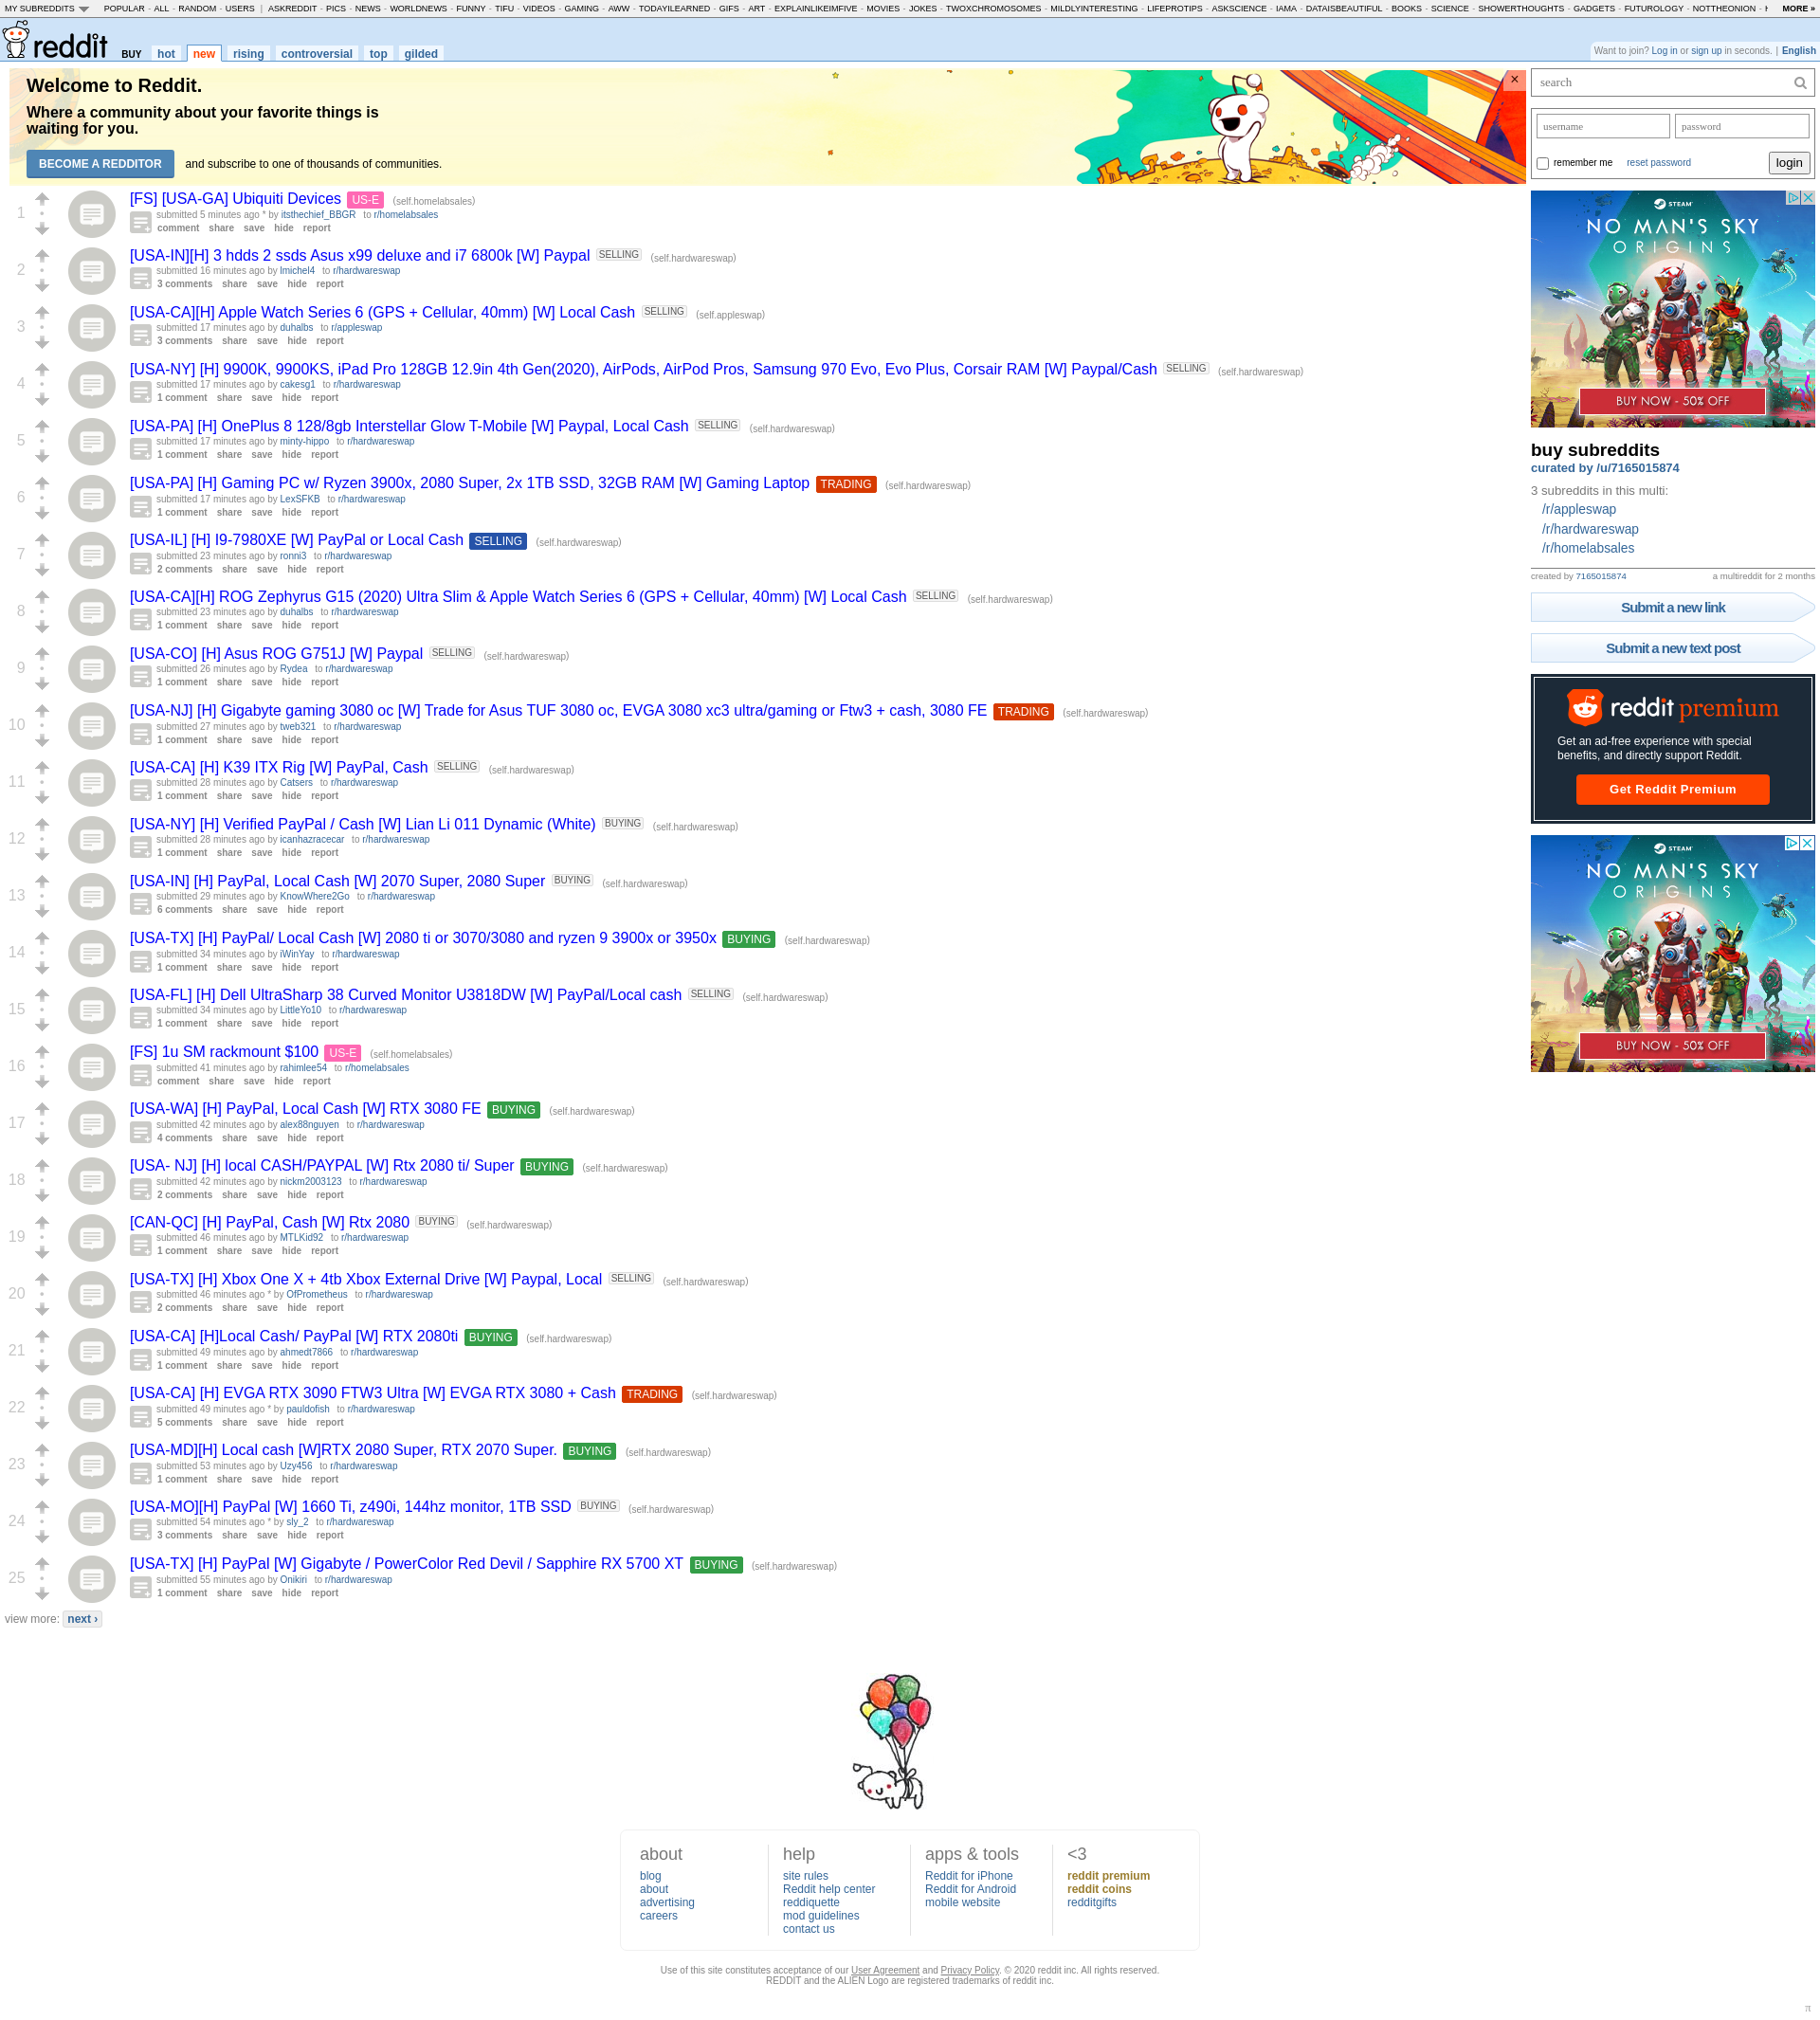 MY SUBREDDITS POPULAR - ALL - RANDOM - USERS | ASKREDDIT - PICS - NEWS - WORLDNEWS - FUNNY - TIFU - VIDEOS - GAMING - AWW - TODAYILEARNED - GIFS - ART - EXPLAINLIKEIMFIVE - MOVIES - JOKES - TWOXCHROMOSOMES - MILDLYINTERESTING - LIFEPROTIPS - ASKSCIENCE - IAMA - DATAISBEAUTIFUL - BOOKS - SCIENCE - SHOWERTHOUGHTS - GADGETS - FUTUROLOGY - NOTTHEONION - MORE »
reddit BUY hot new rising controversial top gilded
Want to join? Log in or sign up in seconds. | English
Welcome to Reddit.
Where a community about your favorite things is
waiting for you.
BECOME A REDDITOR and subscribe to one of thousands of communities.
×
1
[FS] [USA-GA] Ubiquiti Devices US-E (self.homelabsales)
submitted 5 minutes ago * by itsthechief_BBGR to r/homelabsales
comment share save hide report
2
[USA-IN][H] 3 hdds 2 ssds Asus x99 deluxe and i7 6800k [W] Paypal SELLING (self.hardwareswap)
submitted 16 minutes ago by lmichel4 to r/hardwareswap
3 comments share save hide report
3
[USA-CA][H] Apple Watch Series 6 (GPS + Cellular, 40mm) [W] Local Cash SELLING (self.appleswap)
submitted 17 minutes ago by duhalbs to r/appleswap
3 comments share save hide report
4
[USA-NY] [H] 9900K, 9900KS, iPad Pro 128GB 12.9in 4th Gen(2020), AirPods, AirPod Pros, Samsung 970 Evo, Evo Plus, Corsair RAM [W] Paypal/Cash SELLING (self.hardwareswap)
submitted 17 minutes ago by cakesg1 to r/hardwareswap
1 comment share save hide report
5
[USA-PA] [H] OnePlus 8 128/8gb Interstellar Glow T-Mobile [W] Paypal, Local Cash SELLING (self.hardwareswap)
submitted 17 minutes ago by minty-hippo to r/hardwareswap
1 comment share save hide report
6
[USA-PA] [H] Gaming PC w/ Ryzen 3900x, 2080 Super, 2x 1TB SSD, 32GB RAM [W] Gaming Laptop TRADING (self.hardwareswap)
submitted 17 minutes ago by LexSFKB to r/hardwareswap
1 comment share save hide report
7
[USA-IL] [H] I9-7980XE [W] PayPal or Local Cash SELLING (self.hardwareswap)
submitted 23 minutes ago by ronni3 to r/hardwareswap
2 comments share save hide report
8
[USA-CA][H] ROG Zephyrus G15 (2020) Ultra Slim & Apple Watch Series 6 (GPS + Cellular, 40mm) [W] Local Cash SELLING (self.hardwareswap)
submitted 23 minutes ago by duhalbs to r/hardwareswap
1 comment share save hide report
9
[USA-CO] [H] Asus ROG G751J [W] Paypal SELLING (self.hardwareswap)
submitted 26 minutes ago by Rydea to r/hardwareswap
1 comment share save hide report
10
[USA-NJ] [H] Gigabyte gaming 3080 oc [W] Trade for Asus TUF 3080 oc, EVGA 3080 xc3 ultra/gaming or Ftw3 + cash, 3080 FE TRADING (self.hardwareswap)
submitted 27 minutes ago by tweb321 to r/hardwareswap
1 comment share save hide report
11
[USA-CA] [H] K39 ITX Rig [W] PayPal, Cash SELLING (self.hardwareswap)
submitted 28 minutes ago by Catsers to r/hardwareswap
1 comment share save hide report
12
[USA-NY] [H] Verified PayPal / Cash [W] Lian Li 011 Dynamic (White) BUYING (self.hardwareswap)
submitted 28 minutes ago by icanhazracecar to r/hardwareswap
1 comment share save hide report
13
[USA-IN] [H] PayPal, Local Cash [W] 2070 Super, 2080 Super BUYING (self.hardwareswap)
submitted 29 minutes ago by KnowWhere2Go to r/hardwareswap
6 comments share save hide report
14
[USA-TX] [H] PayPal/ Local Cash [W] 2080 ti or 3070/3080 and ryzen 9 3900x or 3950x BUYING (self.hardwareswap)
submitted 34 minutes ago by iWinYay to r/hardwareswap
1 comment share save hide report
15
[USA-FL] [H] Dell UltraSharp 38 Curved Monitor U3818DW [W] PayPal/Local cash SELLING (self.hardwareswap)
submitted 34 minutes ago by LittleYo10 to r/hardwareswap
1 comment share save hide report
16
[FS] 1u SM rackmount $100 US-E (self.homelabsales)
submitted 41 minutes ago by rahimlee54 to r/homelabsales
comment share save hide report
17
[USA-WA] [H] PayPal, Local Cash [W] RTX 3080 FE BUYING (self.hardwareswap)
submitted 42 minutes ago by alex88nguyen to r/hardwareswap
4 comments share save hide report
18
[USA- NJ] [H] local CASH/PAYPAL [W] Rtx 2080 ti/ Super BUYING (self.hardwareswap)
submitted 42 minutes ago by nickm2003123 to r/hardwareswap
2 comments share save hide report
19
[CAN-QC] [H] PayPal, Cash [W] Rtx 2080 BUYING (self.hardwareswap)
submitted 46 minutes ago by MTLKid92 to r/hardwareswap
1 comment share save hide report
20
[USA-TX] [H] Xbox One X + 4tb Xbox External Drive [W] Paypal, Local SELLING (self.hardwareswap)
submitted 46 minutes ago * by OfPrometheus to r/hardwareswap
2 comments share save hide report
21
[USA-CA] [H]Local Cash/ PayPal [W] RTX 2080ti BUYING (self.hardwareswap)
submitted 49 minutes ago by ahmedt7866 to r/hardwareswap
1 comment share save hide report
22
[USA-CA] [H] EVGA RTX 3090 FTW3 Ultra [W] EVGA RTX 3080 + Cash TRADING (self.hardwareswap)
submitted 49 minutes ago * by pauldofish to r/hardwareswap
5 comments share save hide report
23
[USA-MD][H] Local cash [W]RTX 2080 Super, RTX 2070 Super. BUYING (self.hardwareswap)
submitted 53 minutes ago by Uzy456 to r/hardwareswap
1 comment share save hide report
24
[USA-MO][H] PayPal [W] 1660 Ti, z490i, 144hz monitor, 1TB SSD BUYING (self.hardwareswap)
submitted 54 minutes ago * by sly_2 to r/hardwareswap
3 comments share save hide report
25
[USA-TX] [H] PayPal [W] Gigabyte / PowerColor Red Devil / Sapphire RX 5700 XT BUYING (self.hardwareswap)
submitted 55 minutes ago by Onikiri to r/hardwareswap
1 comment share save hide report
view more: next ›
search
username password
remember me reset password login
STEAM
NO MAN'S SKY
ORIGINS
BUY NOW - 50% OFF
buy subreddits
curated by /u/7165015874
3 subreddits in this multi:
/r/appleswap
/r/hardwareswap
/r/homelabsales
created by 7165015874 a multireddit for 2 months
Submit a new link
Submit a new text post
reddit premium
Get an ad-free experience with special
benefits, and directly support Reddit.
Get Reddit Premium
STEAM
NO MAN'S SKY
ORIGINS
BUY NOW - 50% OFF
about
blog
about
advertising
careers
help
site rules
Reddit help center
reddiquette
mod guidelines
contact us
apps & tools
Reddit for iPhone
Reddit for Android
mobile website
<3
reddit premium
reddit coins
redditgifts
Use of this site constitutes acceptance of our User Agreement and Privacy Policy. © 2020 reddit inc. All rights reserved.
REDDIT and the ALIEN Logo are registered trademarks of reddit inc.
π